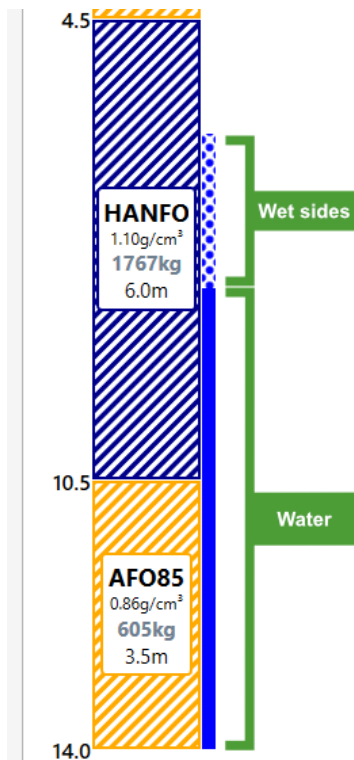 4.5
HANFO
1.10g/cm³
1767kg
6.0m
Wet sides
10.5
Water
AFO85
0.86g/cm³
605kg
3.5m
14.0